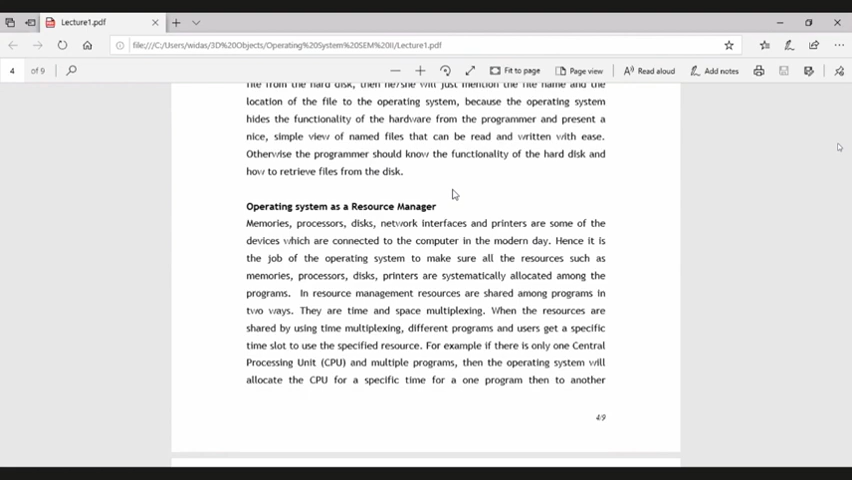 Lecture1.pdf
file:///C:/Users/widas/3D%20Objects/Operating%20System%20SEM%20II/Lecture1.pdf
4 of 9 Fit to page Page view Read aloud Add notes
file from the hard disk, then he/she will just mention the file name and the
location of the file to the operating system, because the operating system
hides the functionality of the hardware from the programmer and present a
nice, simple view of named files that can be read and written with ease.
Otherwise the programmer should know the functionality of the hard disk and
how to retrieve files from the disk.
Operating system as a Resource Manager
Memories, processors, disks, network interfaces and printers are some of the
devices which are connected to the computer in the modern day. Hence it is
the job of the operating system to make sure all the resources such as
memories, processors, disks, printers are systematically allocated among the
programs. In resource management resources are shared among programs in
two ways. They are time and space multiplexing. When the resources are
shared by using time multiplexing, different programs and users get a specific
time slot to use the specified resource. For example if there is only one Central
Processing Unit (CPU) and multiple programs, then the operating system will
allocate the CPU for a specific time for a one program then to another
4/9